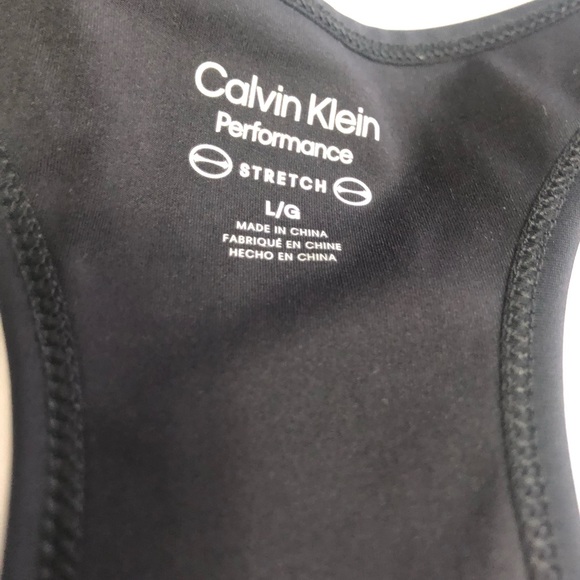 Calvin Klein
Performance
STRETCH
L/G
MADE IN CHINA
FABRIQUÉ EN CHINE
HECHO EN CHINA